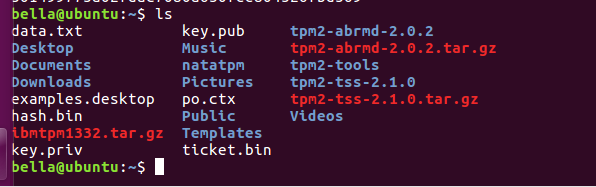 bella@ubuntu:~$ ls
data.txt key.pub tpm2-abrmd-2.0.2
Desktop Music tpm2-abrmd-2.0.2.tar.gz
Documents natatpm tpm2-tools
Downloads Pictures tpm2-tss-2.1.0
examples.desktop po.ctx tpm2-tss-2.1.0.tar.gz
hash.bin Public Videos
ibmtpm1332.tar.gz Templates
key.priv ticket.bin
bella@ubuntu:~$